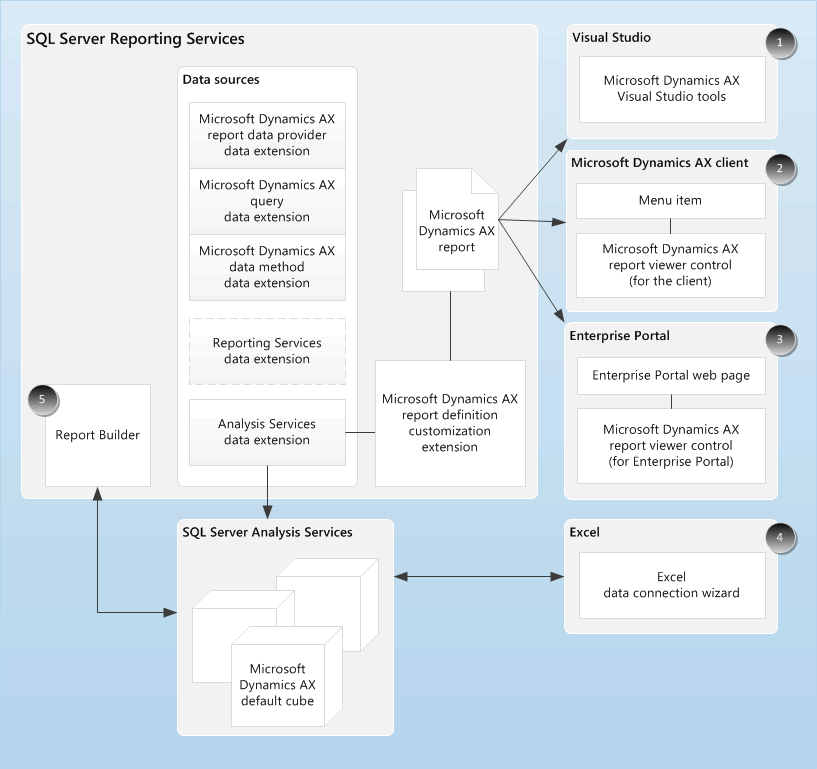 SQL Server Reporting Services
Data sources
Microsoft Dynamics AX
report data provider
data extension
Microsoft Dynamics AX
query
data extension
Microsoft Dynamics AX
data method
data extension
Reporting Services
data extension
Analysis Services
data extension
Microsoft
Dynamics AX
report
Microsoft Dynamics AX
report definition
customization
extension
5
Report Builder
Visual Studio
1
Microsoft Dynamics AX
Visual Studio tools
Microsoft Dynamics AX client
2
Menu item
Microsoft Dynamics AX
report viewer control
(for the client)
Enterprise Portal
3
Enterprise Portal web page
Microsoft Dynamics AX
report viewer control
(for Enterprise Portal)
SQL Server Analysis Services
Microsoft
Dynamics AX
default cube
Excel
4
Excel
data connection wizard